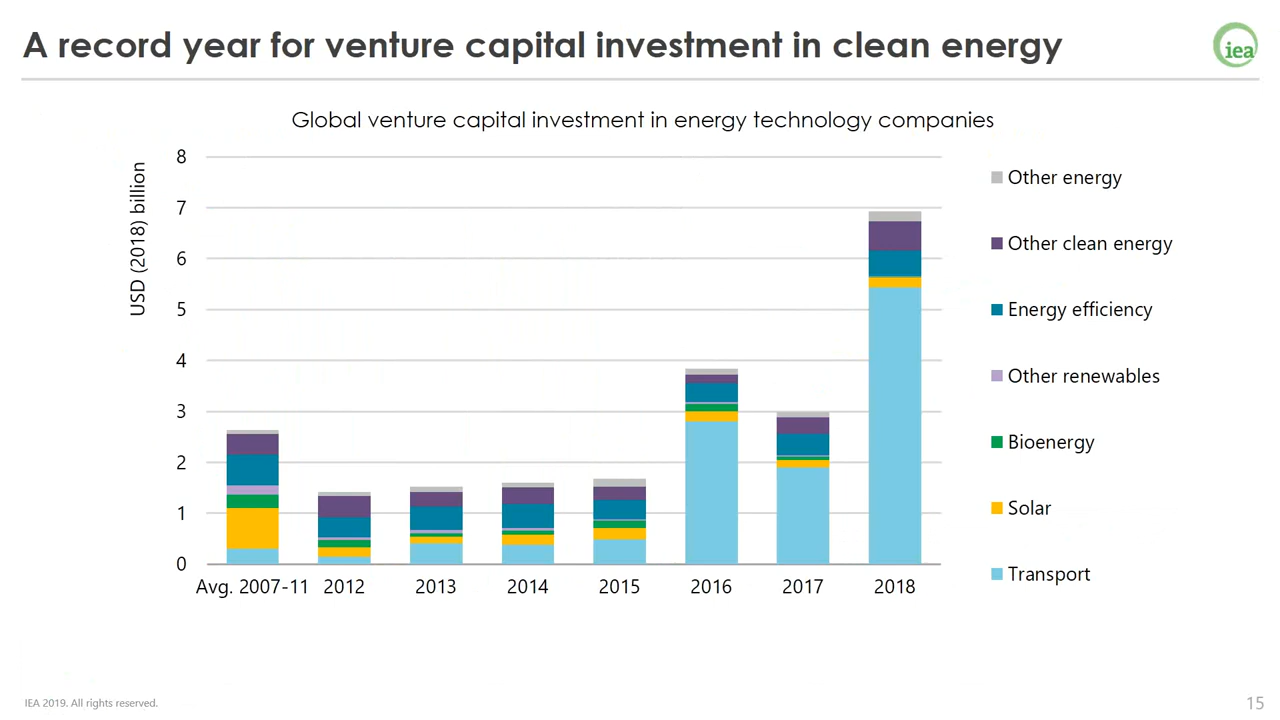 A record year for venture capital investment in clean energy
iea
Global venture capital investment in energy technology companies
USD (2018) billion
8
7
6
5
4
3
2
1
0
Avg. 2007-11 2012 2013 2014 2015 2016 2017 2018
Other energy
Other clean energy
Energy efficiency
Other renewables
Bioenergy
Solar
Transport
IEA 2019. All rights reserved.
15